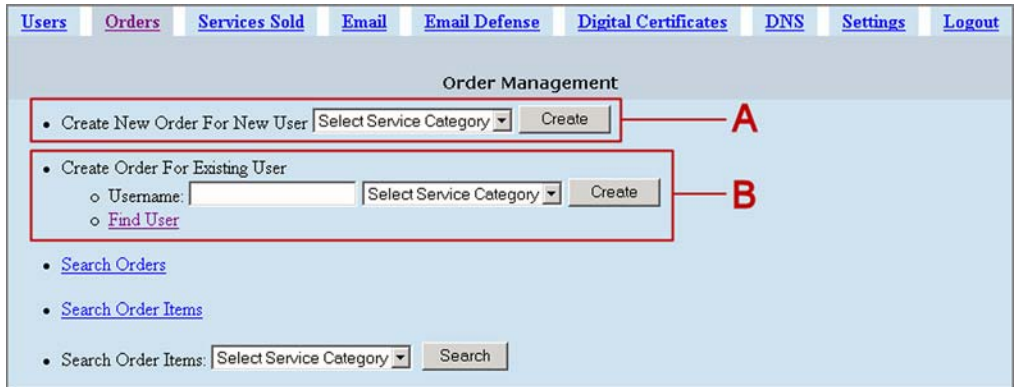 Users Orders Services Sold Email Email Defense Digital Certificates DNS Settings Logout
Order Management
Create New Order For New User Select Service Category Create A
Create Order For Existing User
Username: Select Service Category Create B
Find User
Search Orders
Search Order Items
Search Order Items: Select Service Category Search